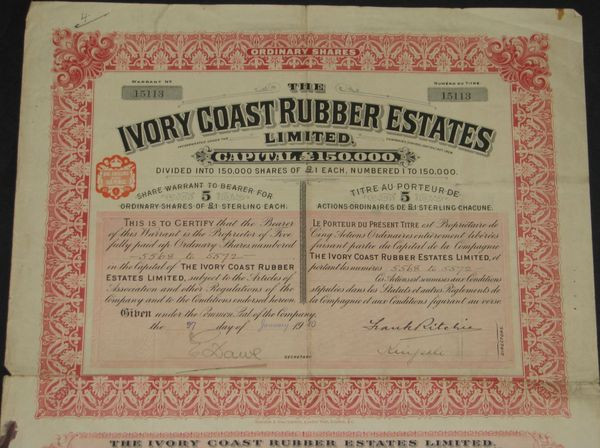 4.
ORDINARY SHARES
WARRANT No
15113
NUMÉRO DU TITRE
15113
THE
IVORY COAST RUBBER ESTATES
LIMITED.
CAPITAL £150,000.
DIVIDED INTO 150,000 SHARES OF £1 EACH, NUMBERED 1 TO 150,000.
SHARE WARRANT TO BEARER FOR
5
ORDINARY SHARES OF £1 STERLING EACH.
TITRE AU PORTEUR DE
5
ACTIONS ORDINAIRES DE £1 STERLING CHACUNE.
THIS IS TO CERTIFY that the Bearer
of this Warrant is the Proprietor of Five
fully paid up Ordinary Shares numbered
5568 to 5572
in the Capital of THE IVORY COAST RUBBER
ESTATES LIMITED, subject to the Articles of
Association and other Regulations of the
Company and to the Conditions endorsed hereon.
LE PORTEUR DU PRÉSENT TITRE est Propriétaire de
Cinq Actions Ordinaires entièrement libérées
faisant partie du Capital de la Compagnie
THE IVORY COAST RUBBER ESTATES LIMITED, et
portant les numéros 5568 to 5572
Ces Actions sont soumises aux Conditions
stipulées dans les Statuts et autres Règlements de
la Compagnie et aux Conditions figurant au verso
Given under the Common Seal of the Company,
the 27 day of January 1910
Frank Ritchie
SECRETARY
DIRECTORS.
THE IVORY COAST RUBBER ESTATES LIMITED.